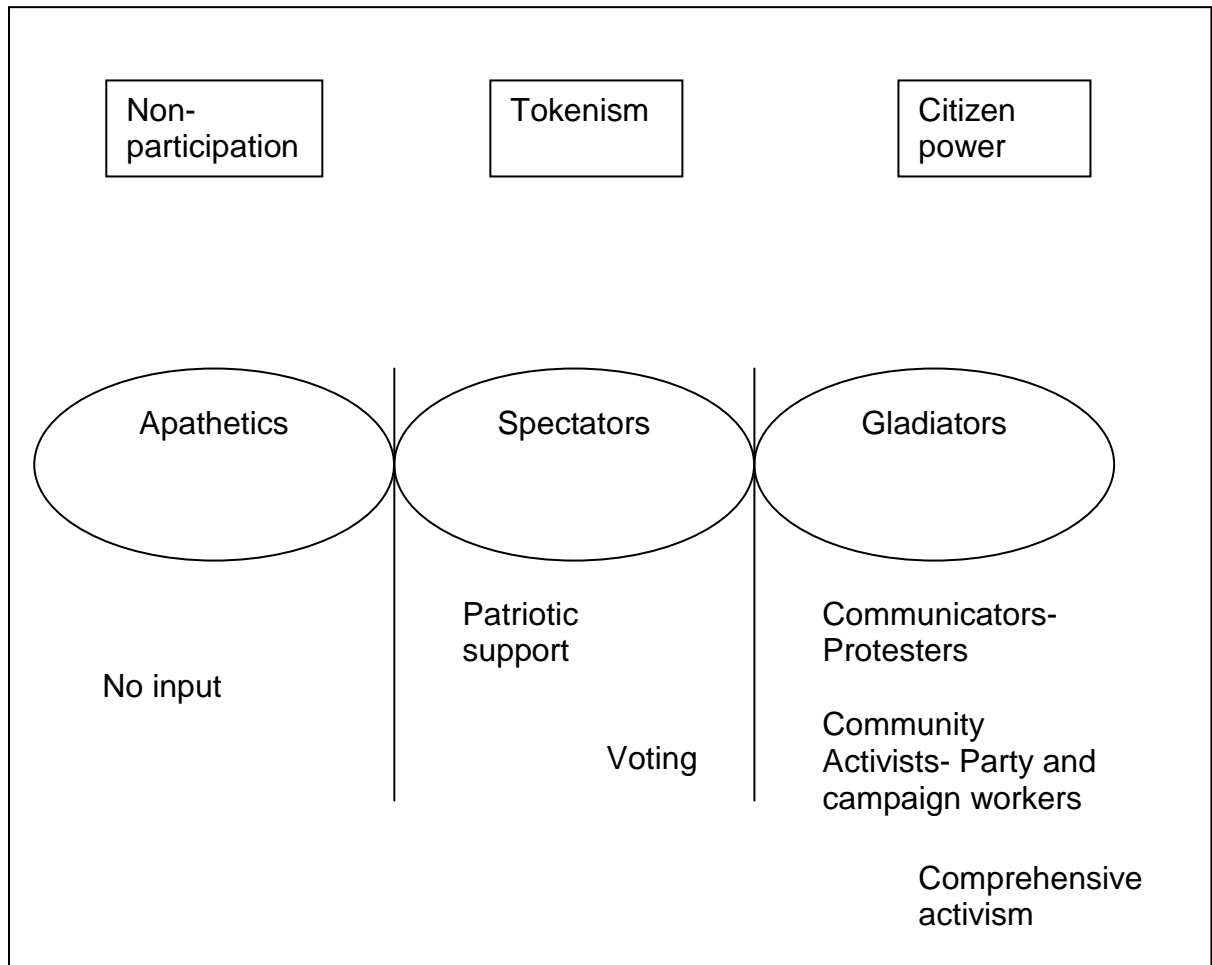 Non-
participation
Tokenism
Citizen
power
Apathetics
Spectators
Gladiators
No input
Patriotic
support
Voting
Communicators-
Protesters
Community
Activists- Party and
campaign workers
Comprehensive
activism